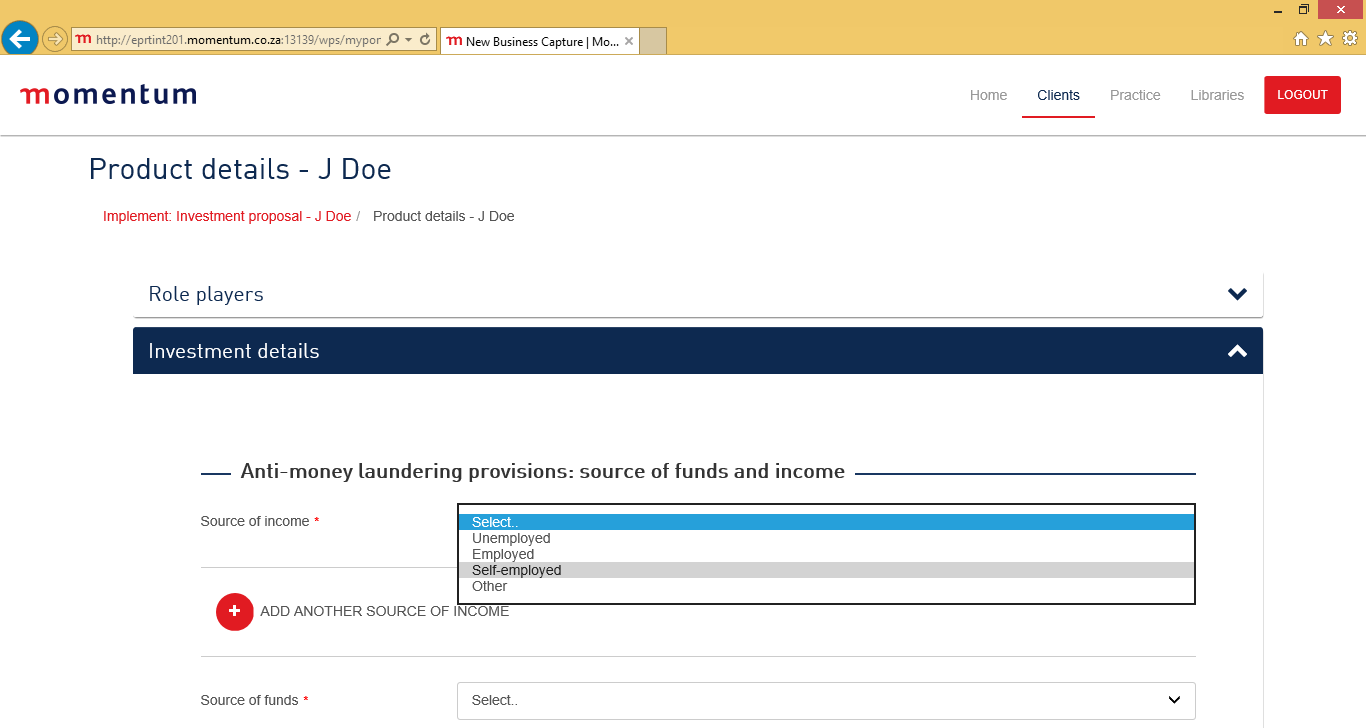 http://eprtint201.momentum.co.za:13139/wps/mypor
New Business Capture | Mo...
momentum
Home
Clients
Practice
Libraries
LOGOUT
Product details - J Doe
Implement: Investment proposal - J Doe / Product details - J Doe
Role players
Investment details
Anti-money laundering provisions: source of funds and income
Source of income *
Select..
Unemployed
Employed
Self-employed
Other
ADD ANOTHER SOURCE OF INCOME
Source of funds *
Select..